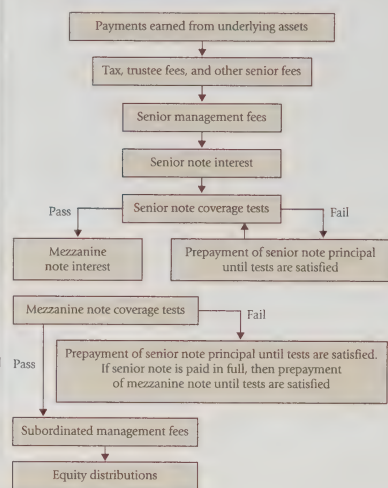 Payments earned from underlying assets
Tax, trustee fees, and other senior fees
Senior management fees
Senior note interest
Senior note coverage tests
Pass
Fail
Mezzanine
note interest
Prepayment of senior note principal
until tests are satisfied
Mezzanine note coverage tests
Fail
Pass
Prepayment of senior note principal until tests are satisfied.
If senior note is paid in full, then prepayment
of mezzanine note until tests are satisfied
Subordinated management fees
Equity distributions